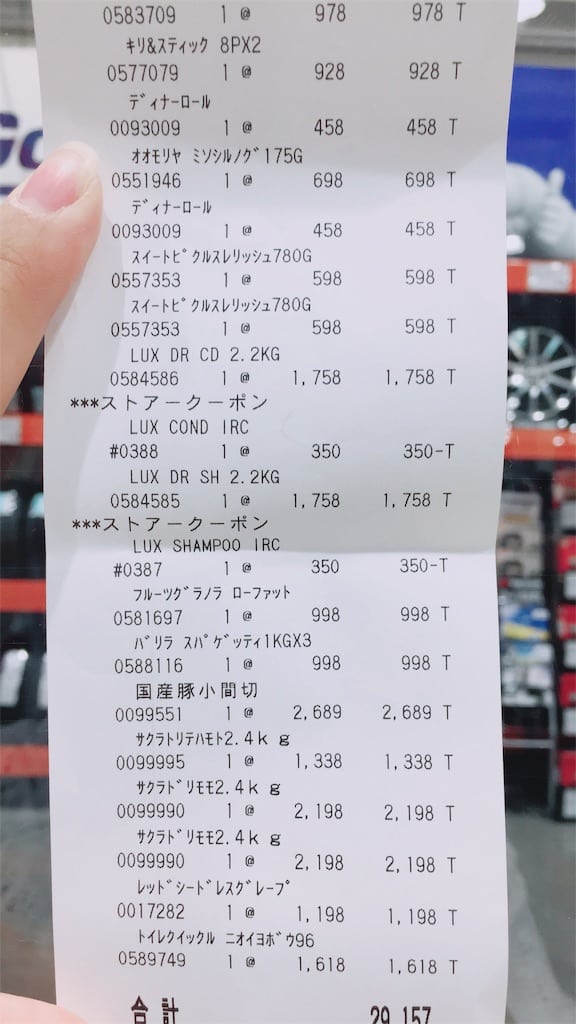 0583709 1 @ 978 978 T
ｷﾘ&ｽﾃｨｯｸ 8PX2
0577079 1 @ 928 928 T
ﾃﾞｨﾅｰﾛｰﾙ
0093009 1 @ 458 458 T
ｵｵﾓﾘﾔ ﾐｿｼﾙﾉｸﾞ175G
0551946 1 @ 698 698 T
ﾃﾞｨﾅｰﾛｰﾙ
0093009 1 @ 458 458 T
ｽｲｰﾄﾋﾟｸﾙｽﾚﾘｯｼｭ780G
0557353 1 @ 598 598 T
ｽｲｰﾄﾋﾟｸﾙｽﾚﾘｯｼｭ780G
0557353 1 @ 598 598 T
LUX DR CD 2.2KG
0584586 1 @ 1,758 1,758 T
***ストアークーポン
LUX COND IRC
#0388 1 @ 350 350-T
LUX DR SH 2.2KG
0584585 1 @ 1,758 1,758 T
***ストアークーポン
LUX SHAMPOO IRC
#0387 1 @ 350 350-T
ﾌﾙｰﾂｸﾞﾗﾉﾗ ﾛｰﾌｧｯﾄ
0581697 1 @ 998 998 T
ﾊﾞﾘﾗ ｽﾊﾟｹﾞｯﾃｨ1KGX3
0588116 1 @ 998 998 T
国産豚小間切
0099551 1 @ 2,689 2,689 T
ｻｸﾗﾄﾘﾃﾊﾓﾄ2.4ｋｇ
0099995 1 @ 1,338 1,338 T
ｻｸﾗﾄﾞﾘﾓﾓ2.4ｋｇ
0099990 1 @ 2,198 2,198 T
ｻｸﾗﾄﾞﾘﾓﾓ2.4ｋｇ
0099990 1 @ 2,198 2,198 T
ﾚｯﾄﾞｼｰﾄﾞﾚｽｸﾞﾚｰﾌﾟ
0017282 1 @ 1,198 1,198 T
ﾄｲﾚｸｲｯｸﾙ ﾆｵｲﾖﾎﾞｳ96
0589749 1 @ 1,618 1,618 T
合計 29,157